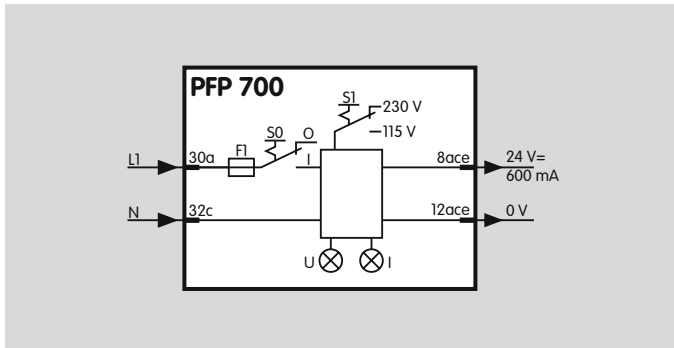 PFP 700
S1
230 V
115 V
S0
O
F1
I
L1
30a
8ace
24 V=
600 mA
N
32c
12ace
0 V
U
I